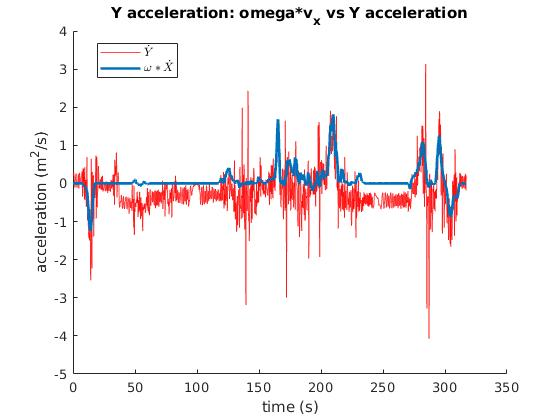 Y acceleration: omega*v_x vs Y acceleration
Ẏ
ω ∗ Ẋ
acceleration (m²/s)
4
3
2
1
0
-1
-2
-3
-4
-5
0 50 100 150 200 250 300 350
time (s)